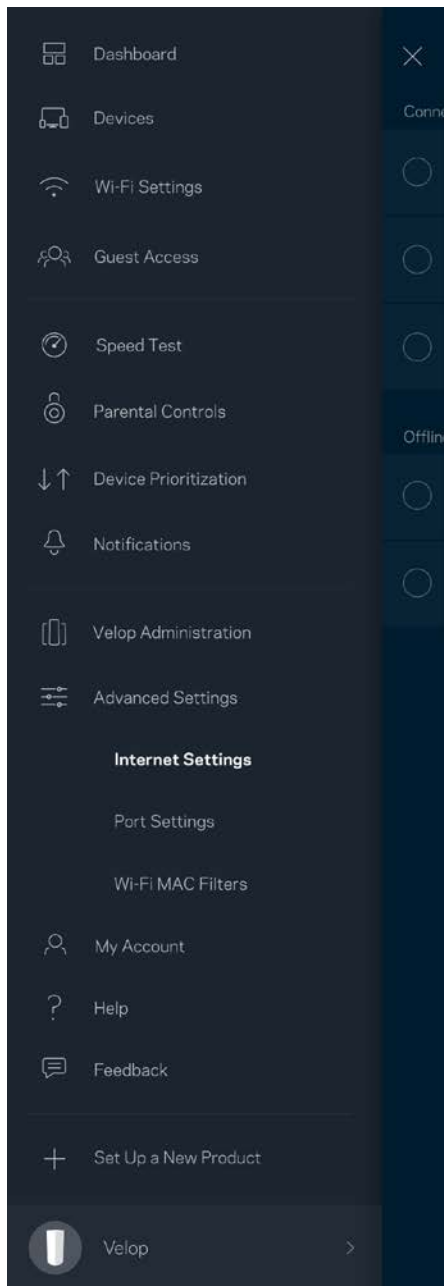 Dashboard
Devices
Wi-Fi Settings
Guest Access
Speed Test
Parental Controls
Device Prioritization
Notifications
Velop Administration
Advanced Settings
Internet Settings
Port Settings
Wi-Fi MAC Filters
My Account
Help
Feedback
Set Up a New Product
Velop